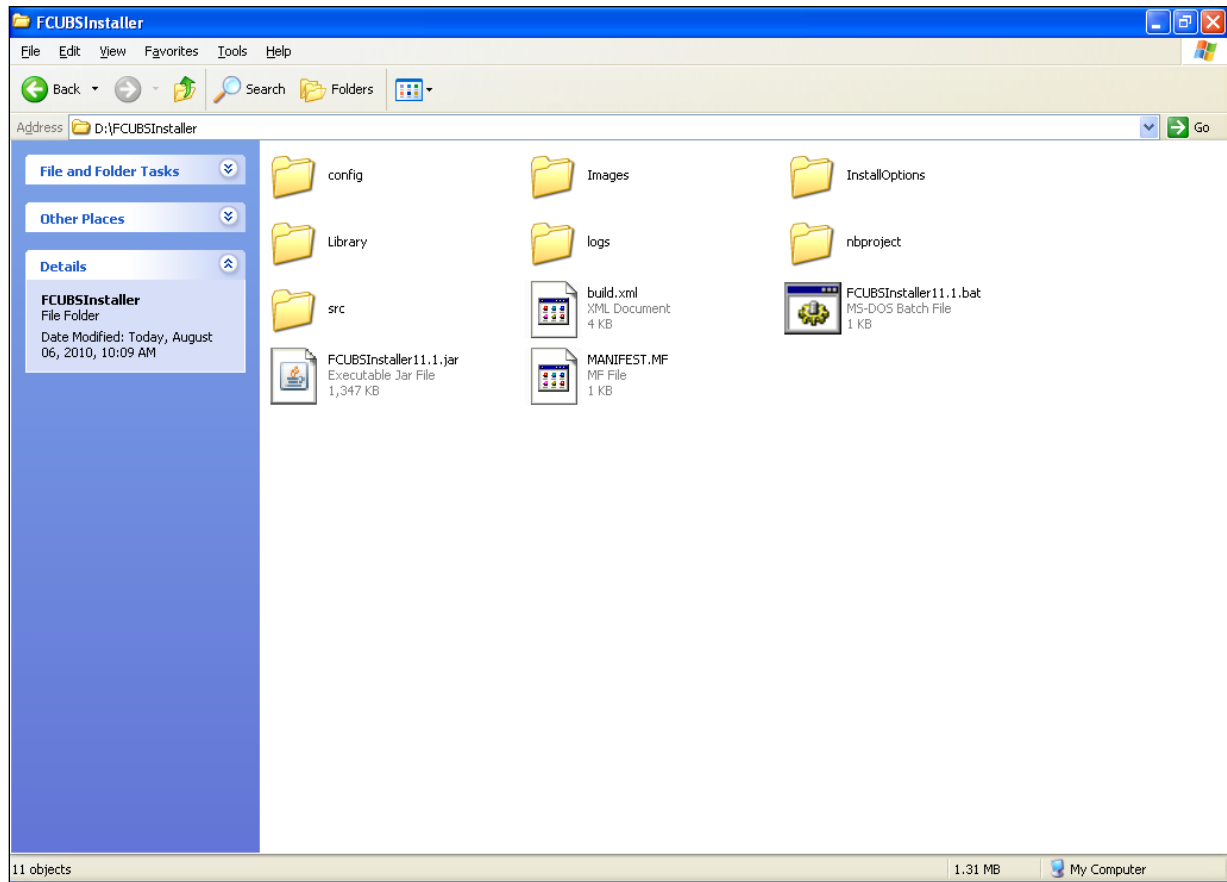 FCUBSInstaller
File Edit View Favorites Tools Help
Back Search Folders
Address D:\FCUBSInstaller Go
File and Folder Tasks
Other Places
Details
FCUBSInstaller
File Folder
Date Modified: Today, August
06, 2010, 10:09 AM
config
Images
InstallOptions
Library
logs
nbproject
src
build.xml
XML Document
4 KB
FCUBSInstaller11.1.bat
MS-DOS Batch File
1 KB
FCUBSInstaller11.1.jar
Executable Jar File
1,347 KB
MANIFEST.MF
MF File
1 KB
11 objects 1.31 MB My Computer